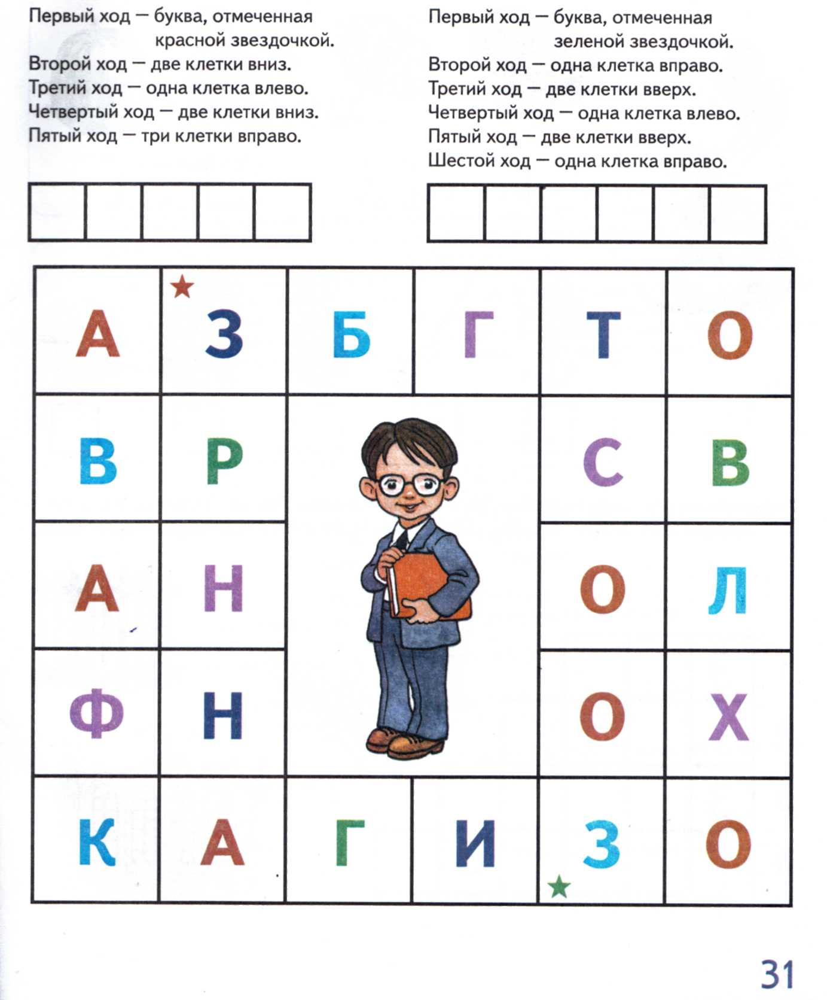 Первый ход — буква, отмеченная
красной звездочкой.
Второй ход — две клетки вниз.
Третий ход — одна клетка влево.
Четвертый ход — две клетки вниз.
Пятый ход — три клетки вправо.
Первый ход — буква, отмеченная
зеленой звездочкой.
Второй ход — одна клетка вправо.
Третий ход — две клетки вверх.
Четвертый ход — одна клетка влево.
Пятый ход — две клетки вверх.
Шестой ход — одна клетка вправо.
А З Б Г Т О
В Р С В
А Н О Л
Ф Н О Х
К А Г И З О
31